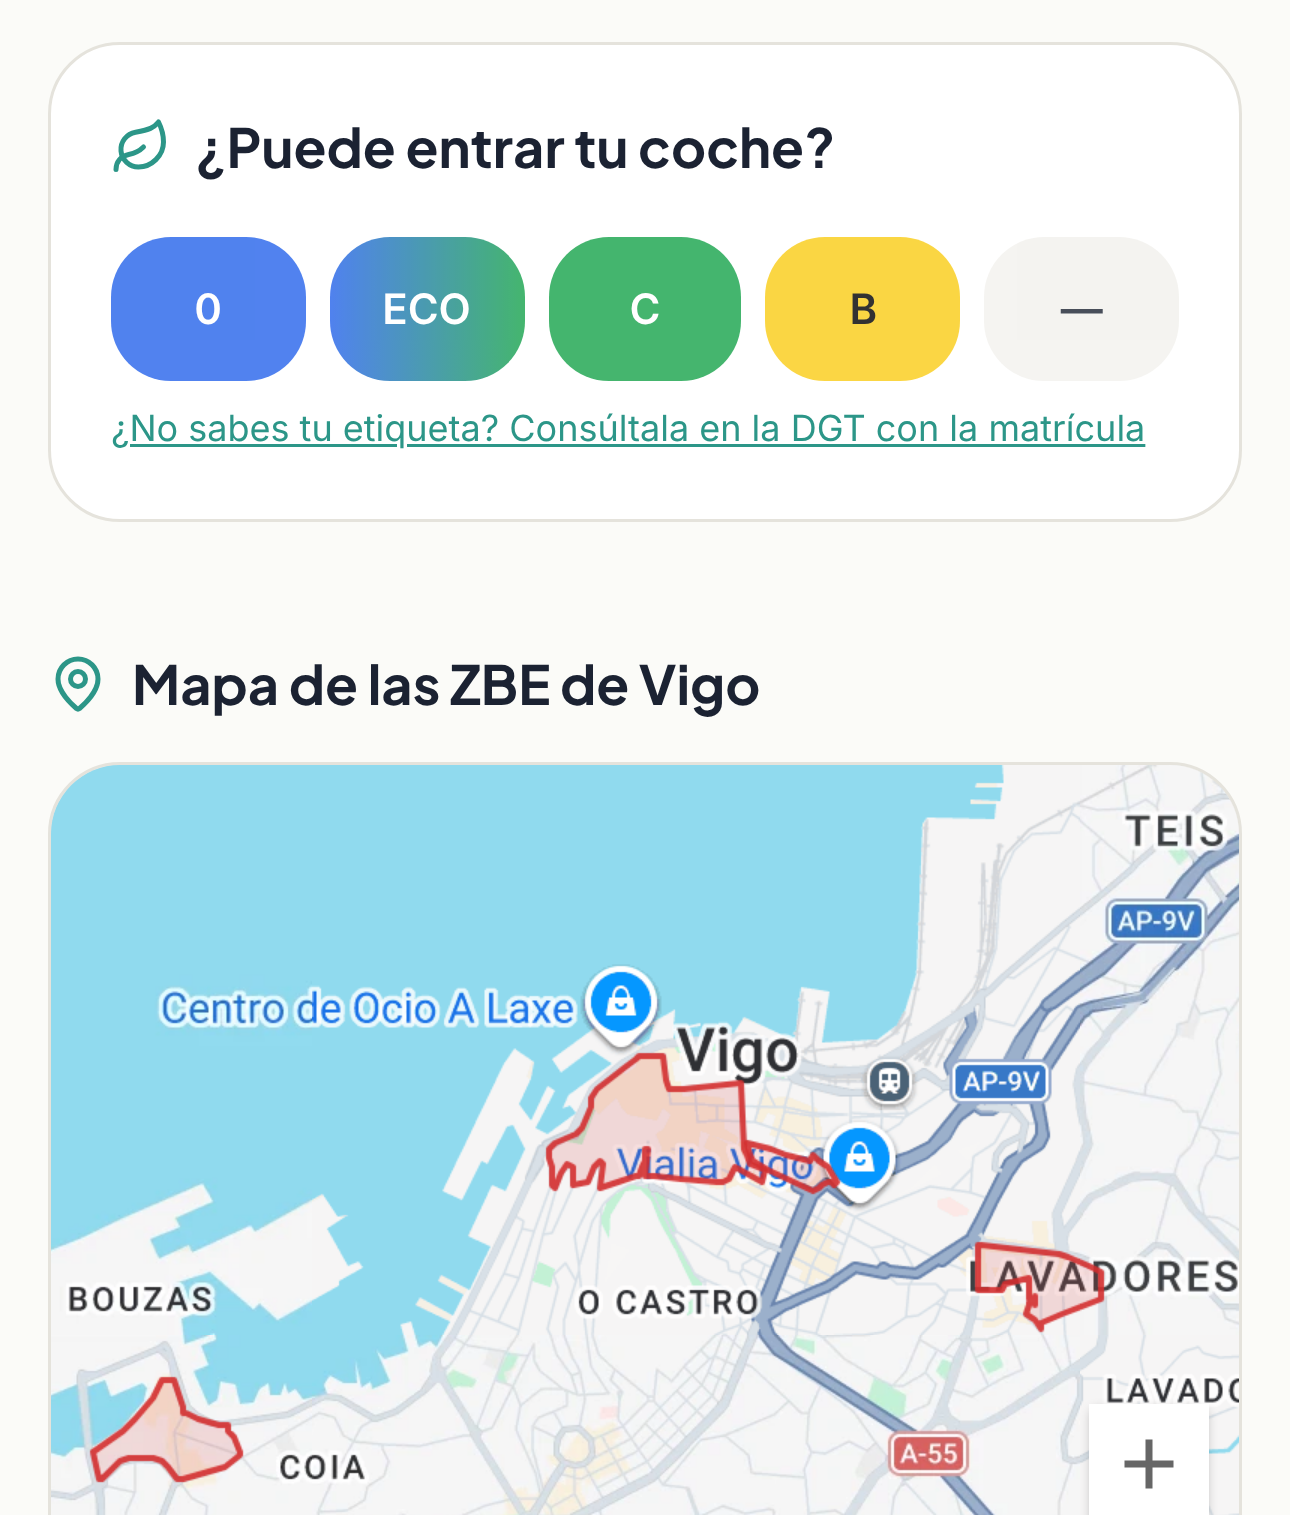 ¿Puede entrar tu coche?
0
ECO
C
B
—
¿No sabes tu etiqueta? Consúltala en la DGT con la matrícula
Mapa de las ZBE de Vigo
TEIS
AP-9V
Centro de Ocio A Laxe
Vigo
AP-9V
Vialia Vigo
LAVADORES
BOUZAS
O CASTRO
LAVADO
COIA
A-55
+